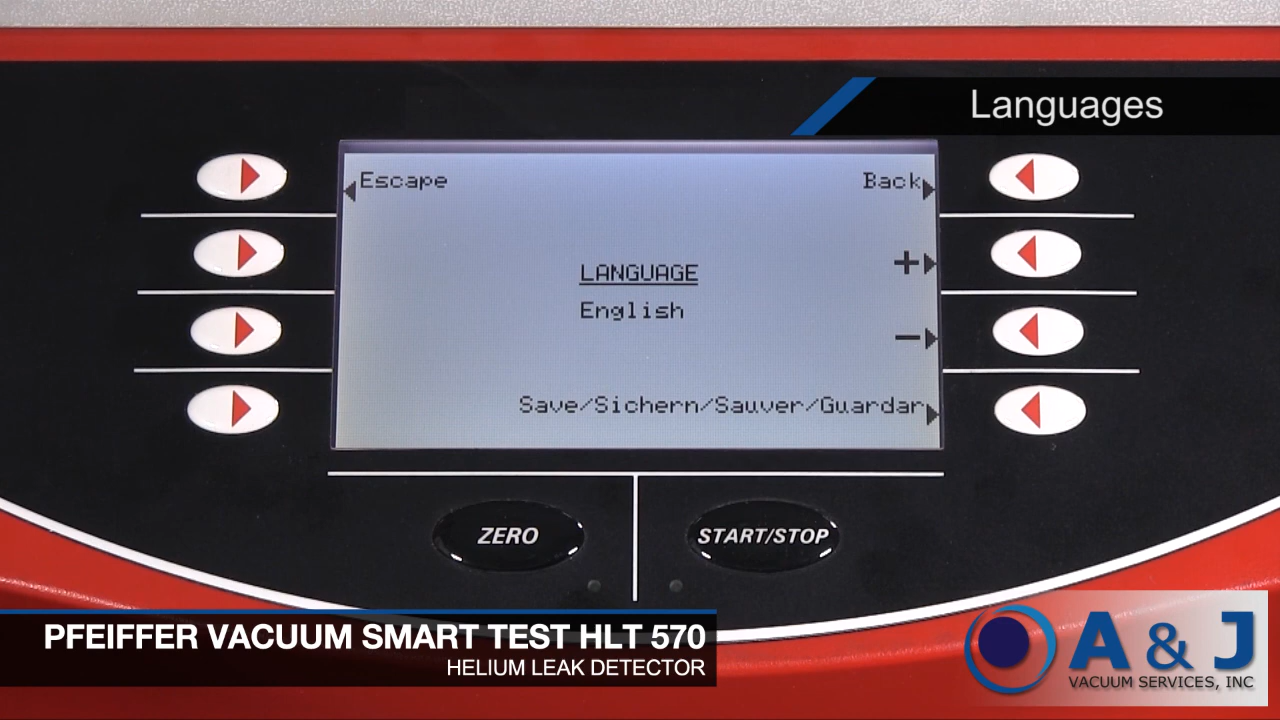 Languages
Escape
Back
+
LANGUAGE
English
−
Save/Sichern/Sauver/Guardar
ZERO
START/STOP
PFEIFFER VACUUM SMART TEST HLT 570
HELIUM LEAK DETECTOR
A & J
VACUUM SERVICES, INC